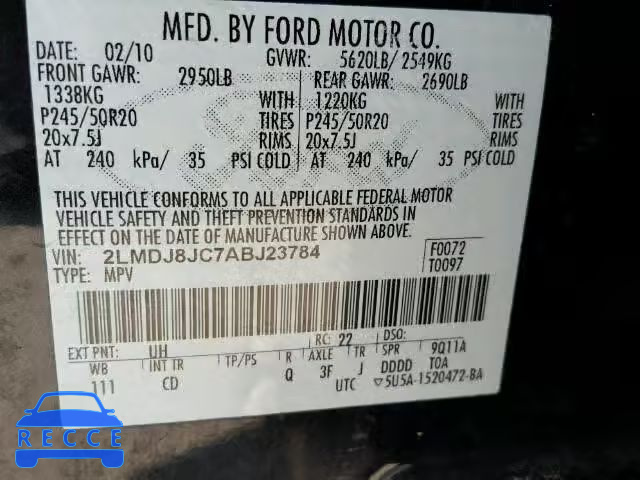 MFD. BY FORD MOTOR CO.
DATE: 02/10 GVWR: 5620LB/ 2549KG
FRONT GAWR: 2950LB REAR GAWR: 2690LB
1338KG WITH 1220KG WITH
P245/50R20 TIRES P245/50R20 TIRES
20x7.5J RIMS 20x7.5J RIMS
AT 240 kPa/ 35 PSI COLD AT 240 kPa/ 35 PSI COLD
THIS VEHICLE CONFORMS TO ALL APPLICABLE FEDERAL MOTOR
VEHICLE SAFETY AND THEFT PREVENTION STANDARDS IN
EFFECT ON THE DATE OF MANUFACTURE SHOWN ABOVE.
VIN: 2LMDJ8JC7ABJ23784 F0072
TYPE: MPV T0097
EXT PNT: UH RC: 22 DSO:
WB INT TR TP/PS R AXLE TR SPR 9Q11A
111 CD Q 3F J DDDD TOA
UTC ▽5U5A-1520472-BA
RECCE